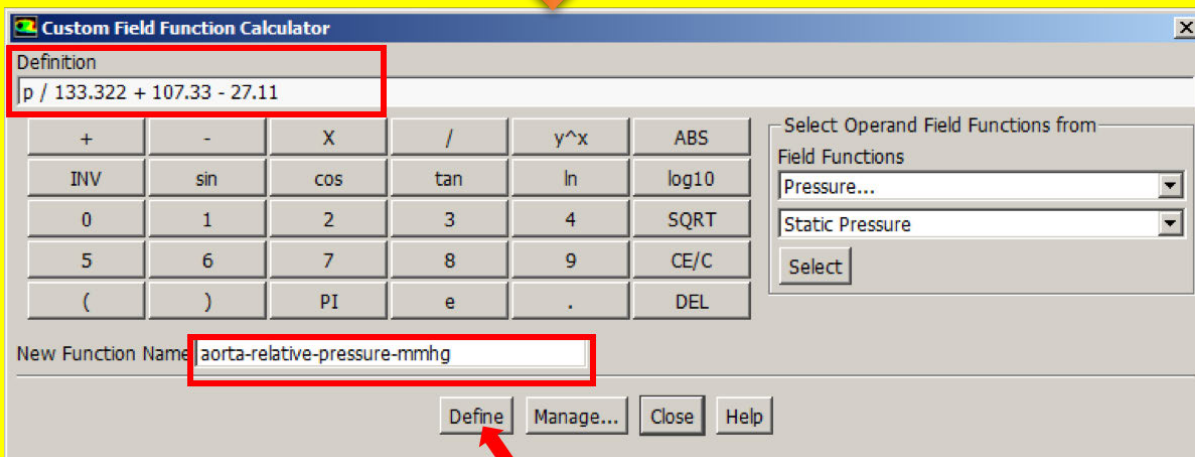 Custom Field Function Calculator
Definition
p / 133.322 + 107.33 - 27.11
+ - X / y^x ABS
INV sin cos tan ln log10
0 1 2 3 4 SQRT
5 6 7 8 9 CE/C
( ) PI e . DEL
Select Operand Field Functions from
Field Functions
Pressure...
Static Pressure
Select
New Function Name aorta-relative-pressure-mmhg
Define Manage... Close Help